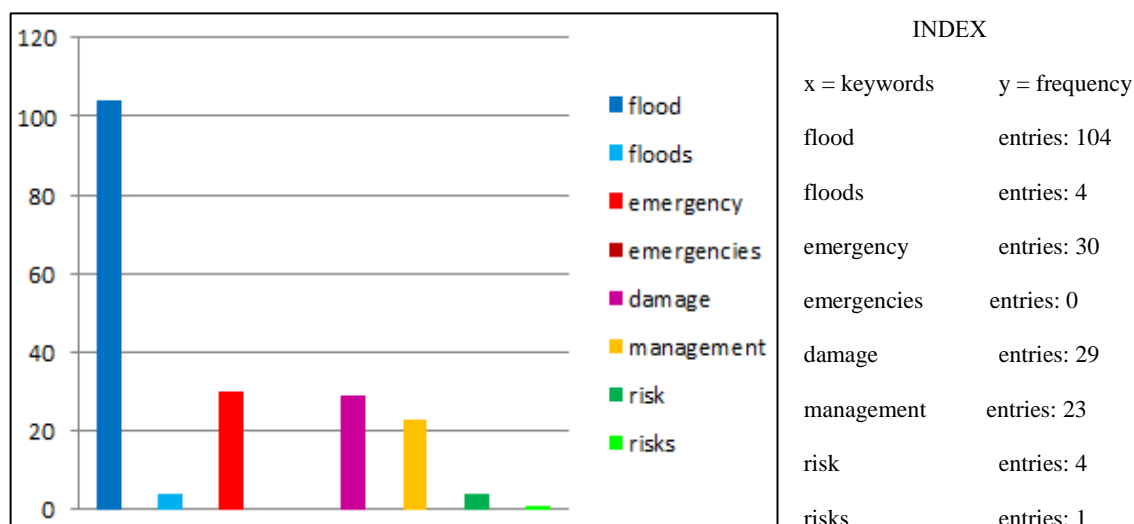 120
100
80
60
40
20
0
flood
floods
emergency
emergencies
damage
management
risk
risks
INDEX
x = keywords y = frequency
flood entries: 104
floods entries: 4
emergency entries: 30
emergencies entries: 0
damage entries: 29
management entries: 23
risk entries: 4
risks entries: 1